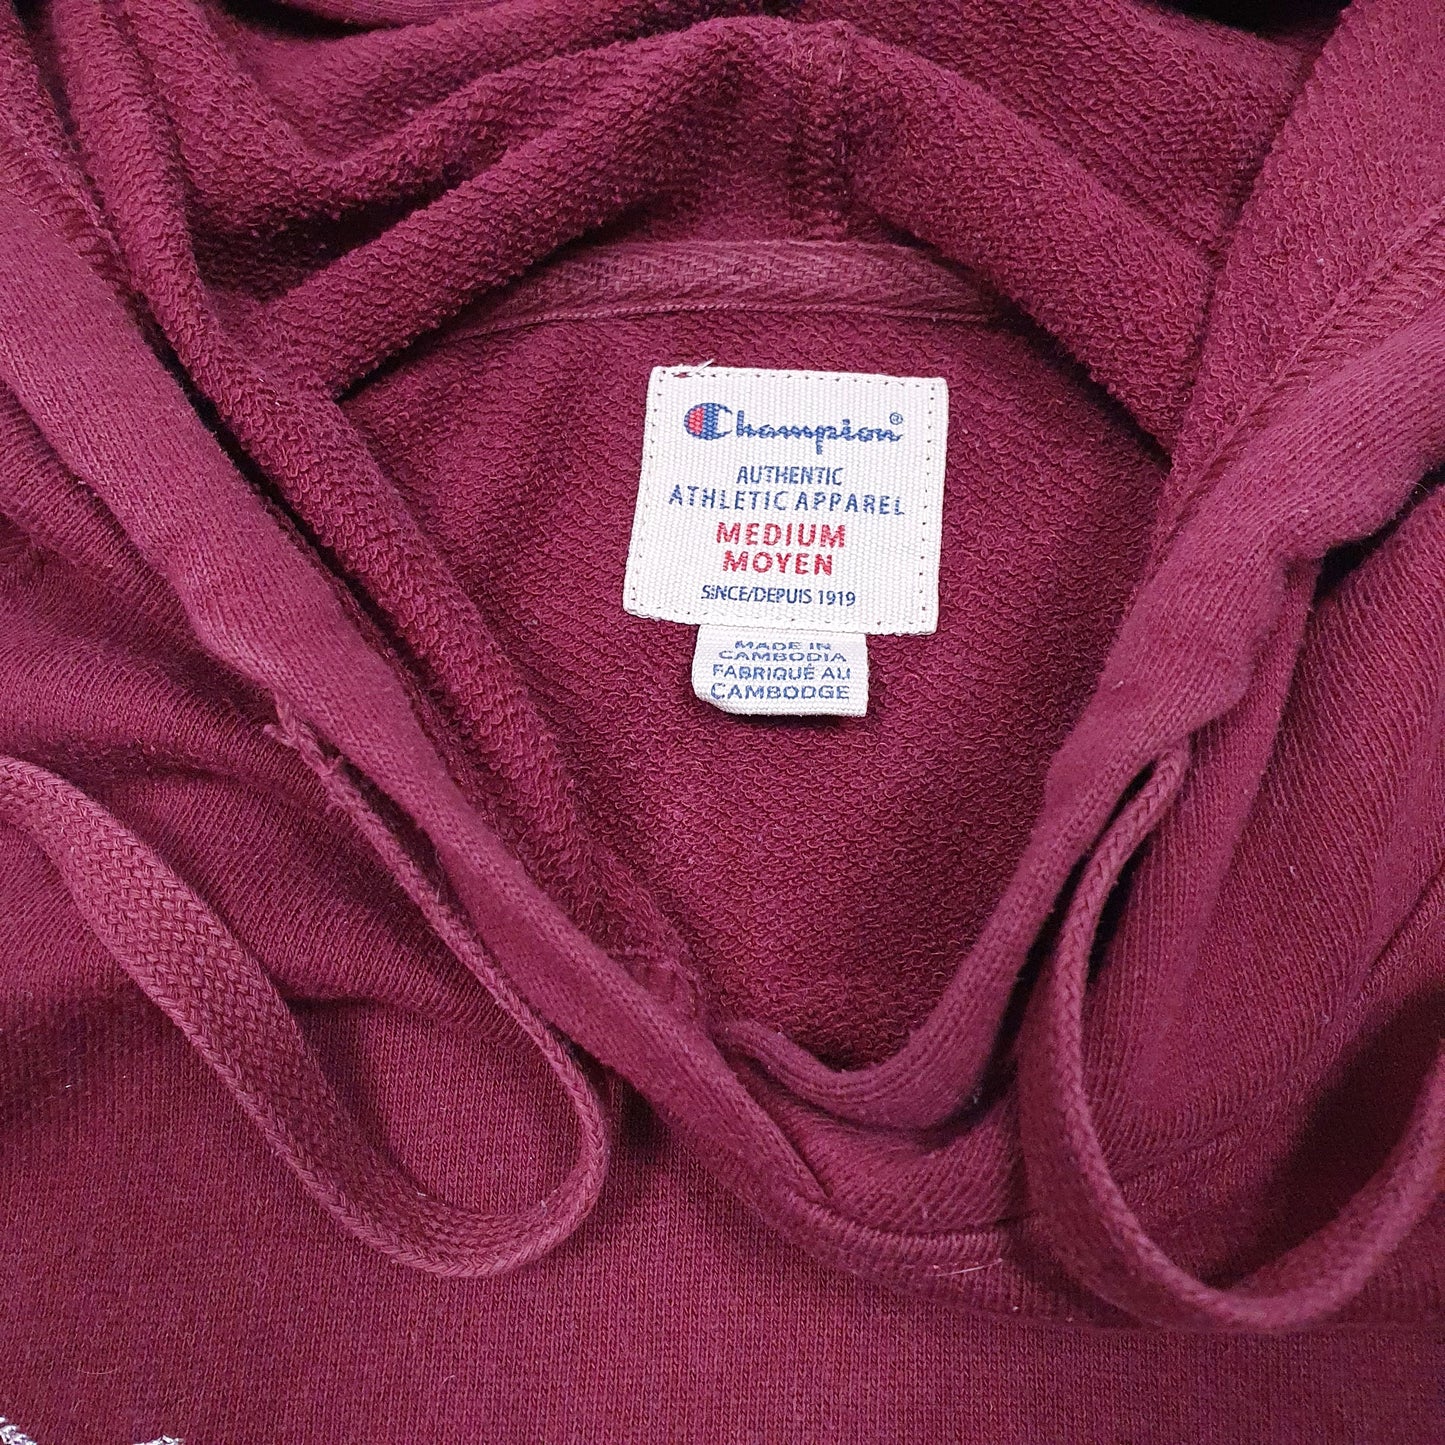 Champion®
AUTHENTIC
ATHLETIC APPAREL
MEDIUM
MOYEN
SINCE/DEPUIS 1919
MADE IN
CAMBODIA
FABRIQUÉ AU
CAMBODGE